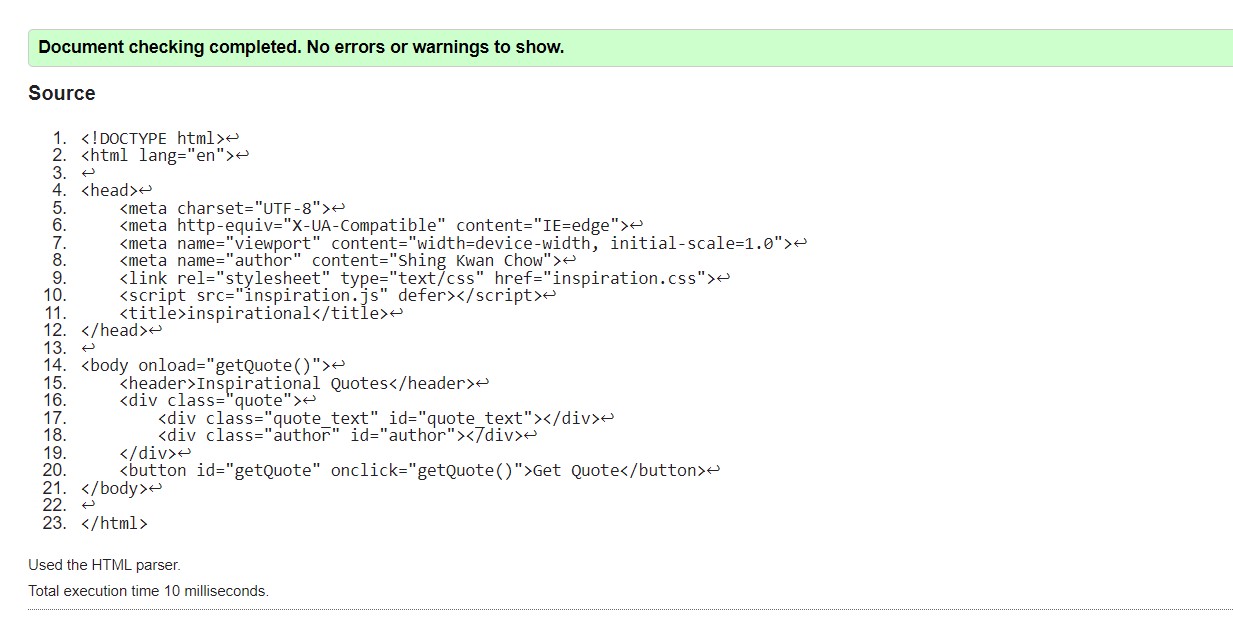 Document checking completed. No errors or warnings to show.
Source
1. <!DOCTYPE html>↩
2. <html lang="en">↩
3. ↩
4. <head>↩
5.     <meta charset="UTF-8">↩
6.     <meta http-equiv="X-UA-Compatible" content="IE=edge">↩
7.     <meta name="viewport" content="width=device-width, initial-scale=1.0">↩
8.     <meta name="author" content="Shing Kwan Chow">↩
9.     <link rel="stylesheet" type="text/css" href="inspiration.css">↩
10.     <script src="inspiration.js" defer></script>↩
11.     <title>inspirational</title>↩
12. </head>↩
13. ↩
14. <body onload="getQuote()">↩
15.     <header>Inspirational Quotes</header>↩
16.     <div class="quote">↩
17.         <div class="quote_text" id="quote_text"></div>↩
18.         <div class="author" id="author"></div>↩
19.     </div>↩
20.     <button id="getQuote" onclick="getQuote()">Get Quote</button>↩
21. </body>↩
22. ↩
23. </html>
Used the HTML parser.
Total execution time 10 milliseconds.